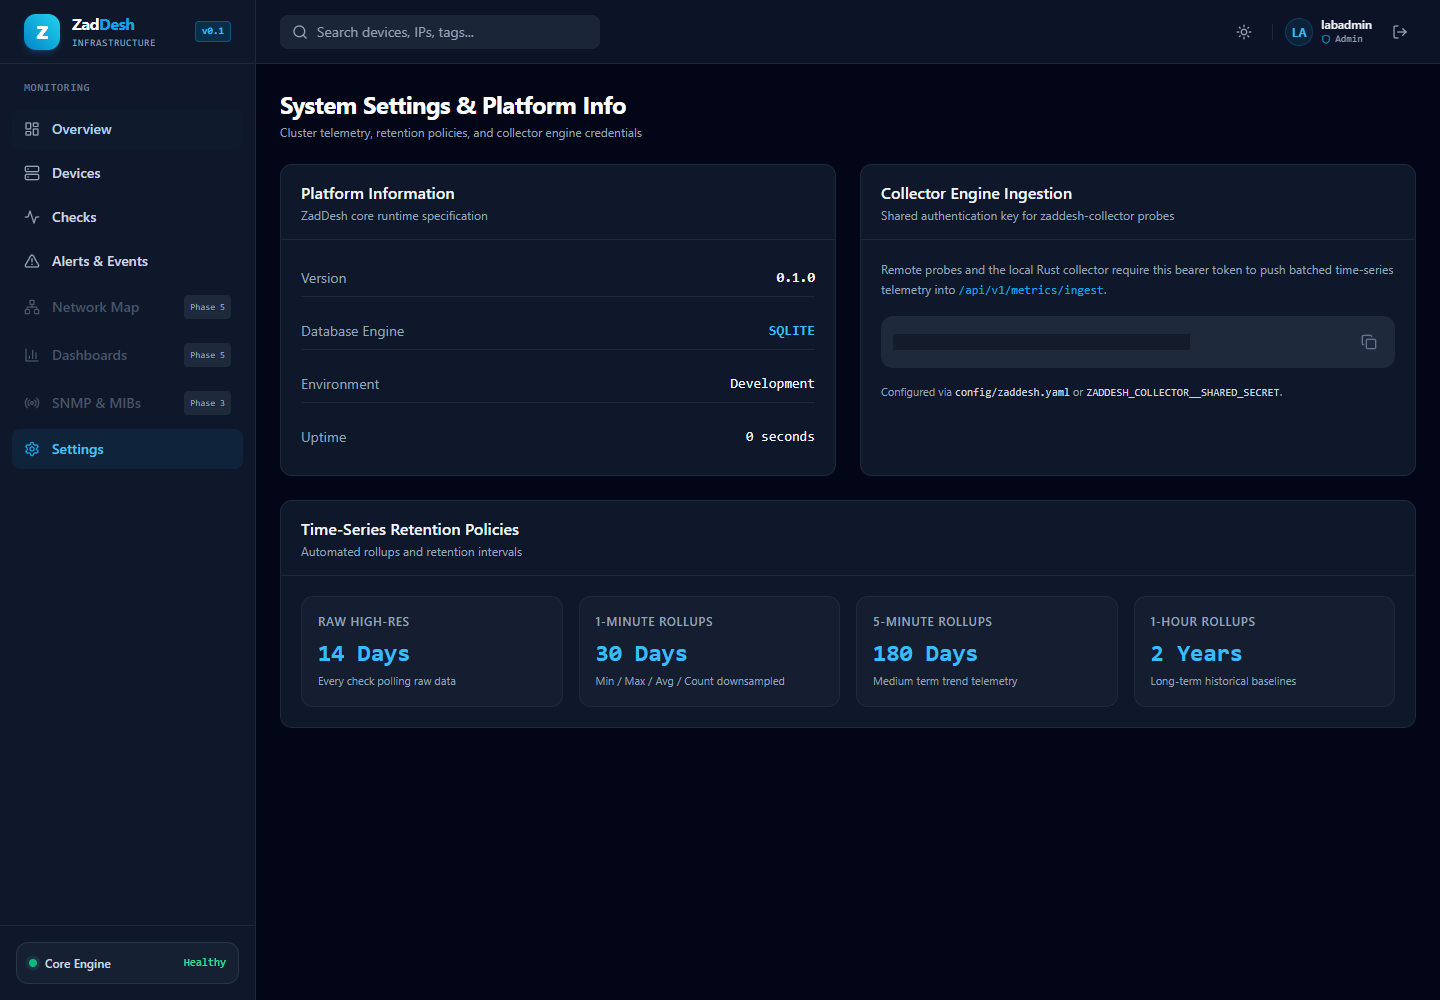 Z
ZadDesh
INFRASTRUCTURE
v0.1
Search devices, IPs, tags...
LA
labadmin
Admin
MONITORING
Overview
Devices
Checks
Alerts & Events
Network Map
Phase 5
Dashboards
Phase 5
SNMP & MIBs
Phase 3
Settings
Core Engine
Healthy
System Settings & Platform Info
Cluster telemetry, retention policies, and collector engine credentials
Platform Information
ZadDesh core runtime specification
Version
0.1.0
Database Engine
SQLITE
Environment
Development
Uptime
0 seconds
Collector Engine Ingestion
Shared authentication key for zaddesh-collector probes
Remote probes and the local Rust collector require this bearer token to push batched time-series
telemetry into /api/v1/metrics/ingest.
Configured via config/zaddesh.yaml or ZADDESH_COLLECTOR__SHARED_SECRET.
Time-Series Retention Policies
Automated rollups and retention intervals
RAW HIGH-RES
14 Days
Every check polling raw data
1-MINUTE ROLLUPS
30 Days
Min / Max / Avg / Count downsampled
5-MINUTE ROLLUPS
180 Days
Medium term trend telemetry
1-HOUR ROLLUPS
2 Years
Long-term historical baselines